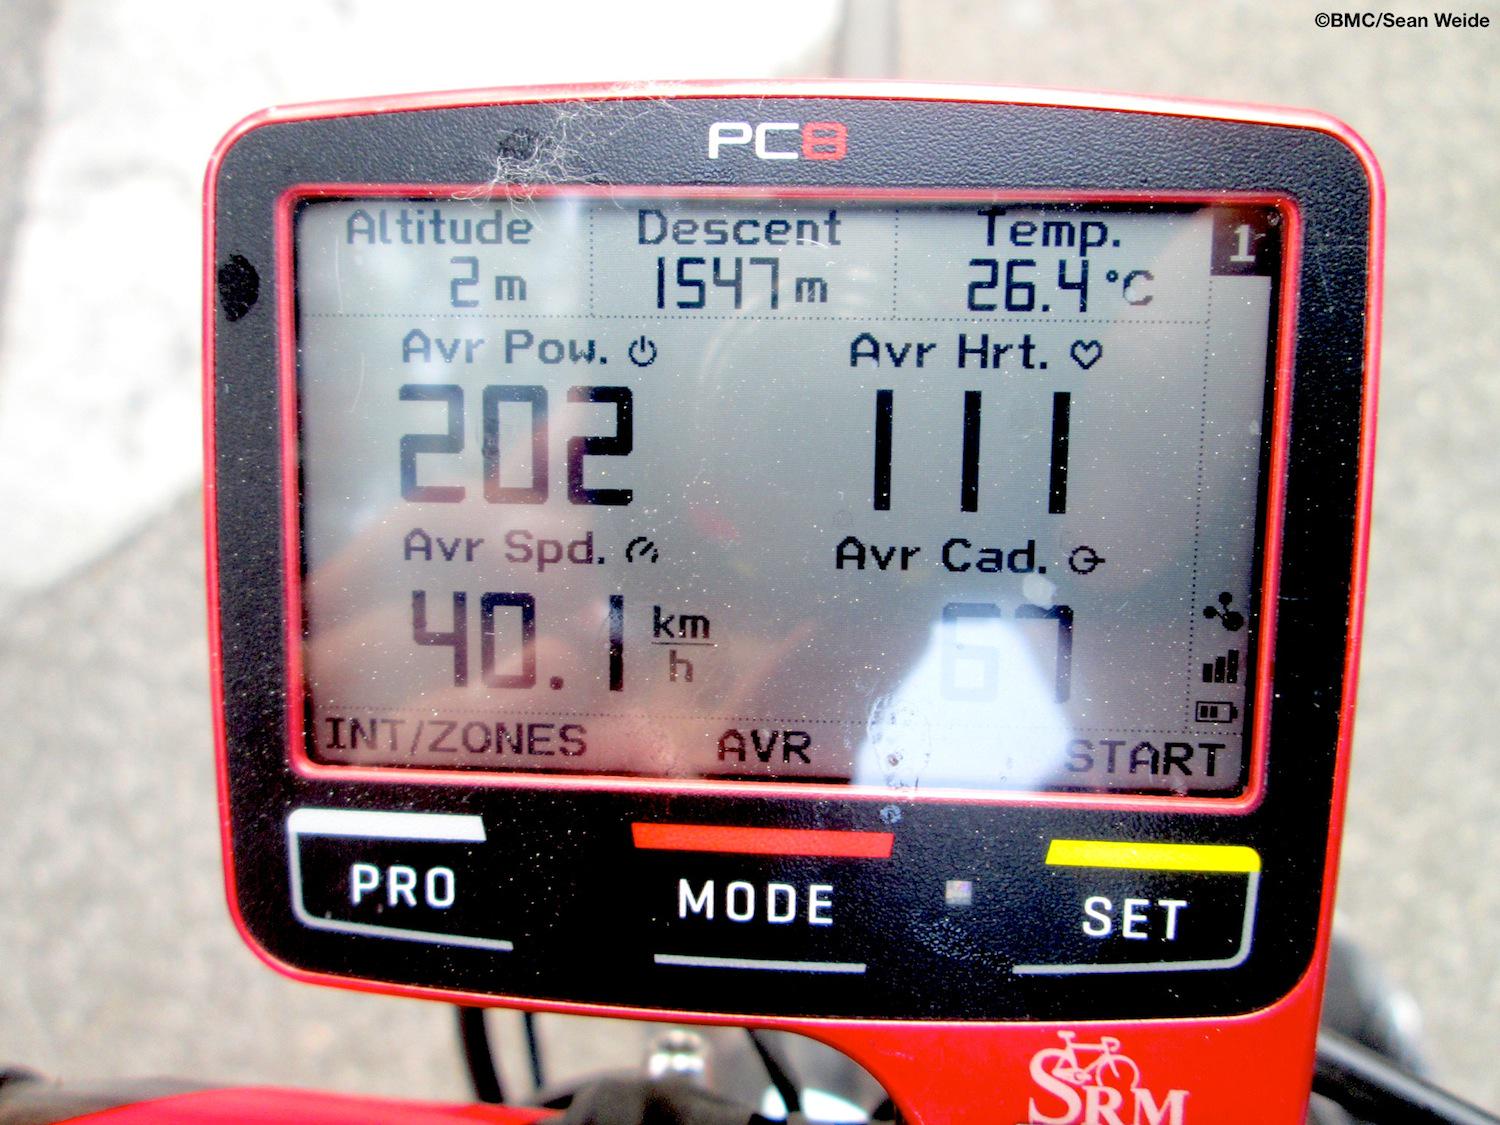 ©BMC/Sean Weide
PC8
Altitude Descent Temp. 1
2 m 1547 m 26.4 °C
Avr Pow. Avr Hrt.
202 111
Avr Spd. Avr Cad.
40.1 km/h 67
INT/ZONES AVR START
PRO MODE SET
SRM